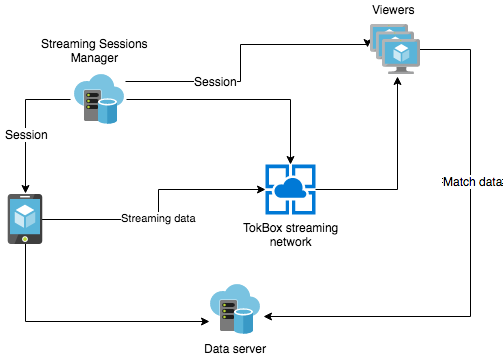 Viewers
Streaming Sessions
Manager
Session
Session
Match data
Streaming data
TokBox streaming
network
Data server